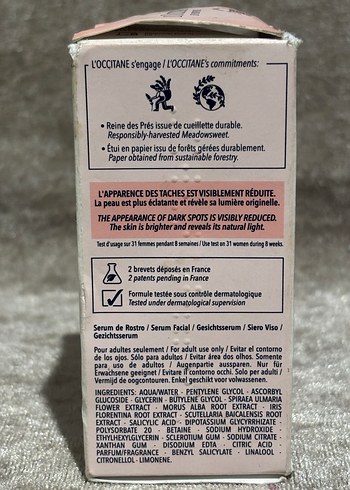 L'OCCITANE s'engage / L'OCCITANE's commitments:
• Reine des Prés issue de cueillette durable.
Responsibly-harvested Meadowsweet.
• Étui en papier issu de forêts gérées durablement.
Paper obtained from sustainable forestry.
L'APPARENCE DES TACHES EST VISIBLEMENT RÉDUITE.
La peau est plus éclatante et révèle sa lumière originelle.
THE APPEARANCE OF DARK SPOTS IS VISIBLY REDUCED.
The skin is brighter and reveals its natural light.
Test d'usage sur 31 femmes pendant 8 semaines / Use test on 31 women during 8 weeks.
2 brevets déposés en France
2 patents pending in France
Formule testée sous contrôle dermatologique
Tested under dermatological supervision
Serum de Rostro / Serum Facial / Gesichtsserum / Siero Viso /
Gezichtsserum
Pour adultes seulement / For adult use only / Evitar el contorno
de los ojos. Sólo para adultos / Evitar área dos olhos. Somente
para uso de adultos / Augenpartie aussparen. Nur für
Erwachsene geeignet / Evitare il contorno occhi. Solo per adulti /
Vermijd de oogcontouren. Enkel geschikt voor volwassenen.
INGREDIENTS: AQUA/WATER - PENTYLENE GLYCOL - ASCORBYL
GLUCOSIDE - GLYCERIN - BUTYLENE GLYCOL - SPIRAEA ULMARIA
FLOWER EXTRACT - MORUS ALBA ROOT EXTRACT - IRIS
FLORENTINA ROOT EXTRACT - SCUTELLARIA BAICALENSIS ROOT
EXTRACT - SALICYLIC ACID - DIPOTASSIUM GLYCYRRHIZATE -
POLYSORBATE 20 - BETAINE - SODIUM HYDROXIDE -
ETHYLHEXYLGLYCERIN - SCLEROTIUM GUM - SODIUM CITRATE -
XANTHAN GUM - DISODIUM EDTA - CITRIC ACID -
PARFUM/FRAGRANCE - BENZYL SALICYLATE - LINALOOL -
CITRONELLOL - LIMONENE.